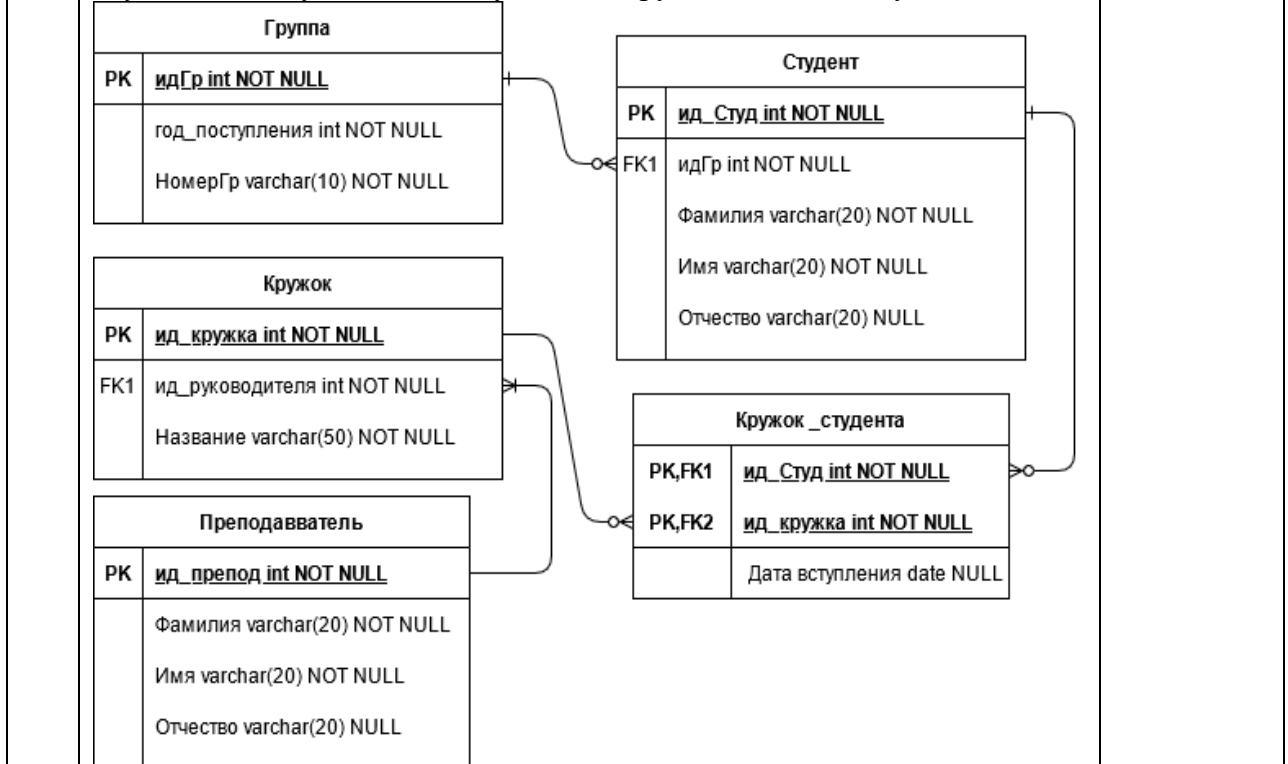 Группа
PK идГр int NOT NULL
год_поступления int NOT NULL
НомерГр varchar(10) NOT NULL
Студент
PK ид_Студ int NOT NULL
FK1 идГр int NOT NULL
Фамилия varchar(20) NOT NULL
Имя varchar(20) NOT NULL
Отчество varchar(20) NULL
Кружок
PK ид_кружка int NOT NULL
FK1 ид_руководителя int NOT NULL
Название varchar(50) NOT NULL
Кружок _студента
PK,FK1 ид_Студ int NOT NULL
PK,FK2 ид_кружка int NOT NULL
Дата вступления date NULL
Преподавватель
PK ид_препод int NOT NULL
Фамилия varchar(20) NOT NULL
Имя varchar(20) NOT NULL
Отчество varchar(20) NULL